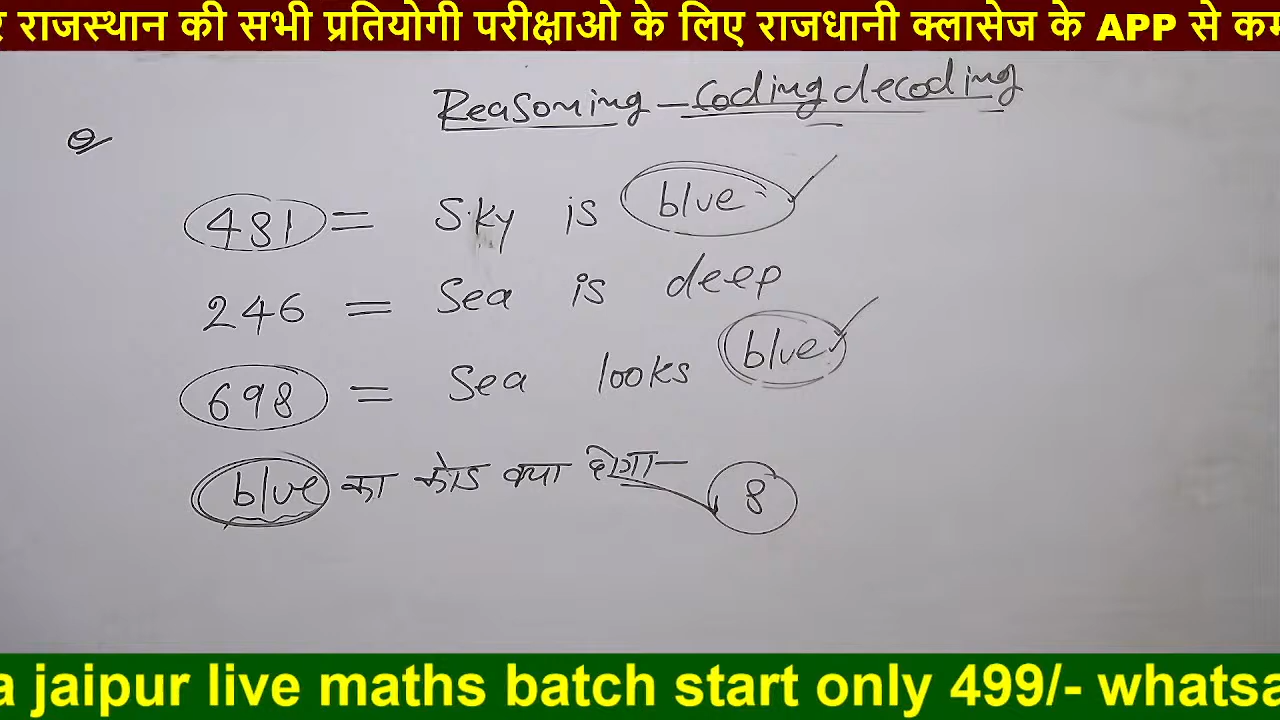 र राजस्थान की सभी प्रतियोगी परीक्षाओ के लिए राजधानी क्लासेज के APP से कम
Reasoning - Coding decoding
Q
481 = Sky is blue
246 = Sea is deep
698 = Sea looks blue
blue का कोड क्या होगा- 8
a jaipur live maths batch start only 499/- whatsa